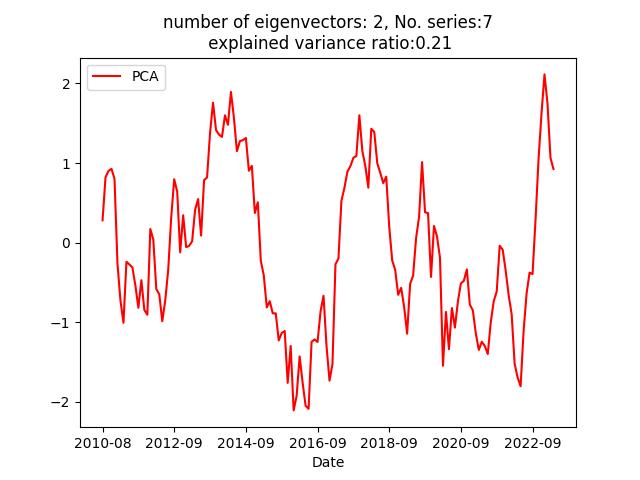 number of eigenvectors: 2, No. series:7
explained variance ratio:0.21
PCA
2
1
0
−1
−2
2010-08 2012-09 2014-09 2016-09 2018-09 2020-09 2022-09
Date